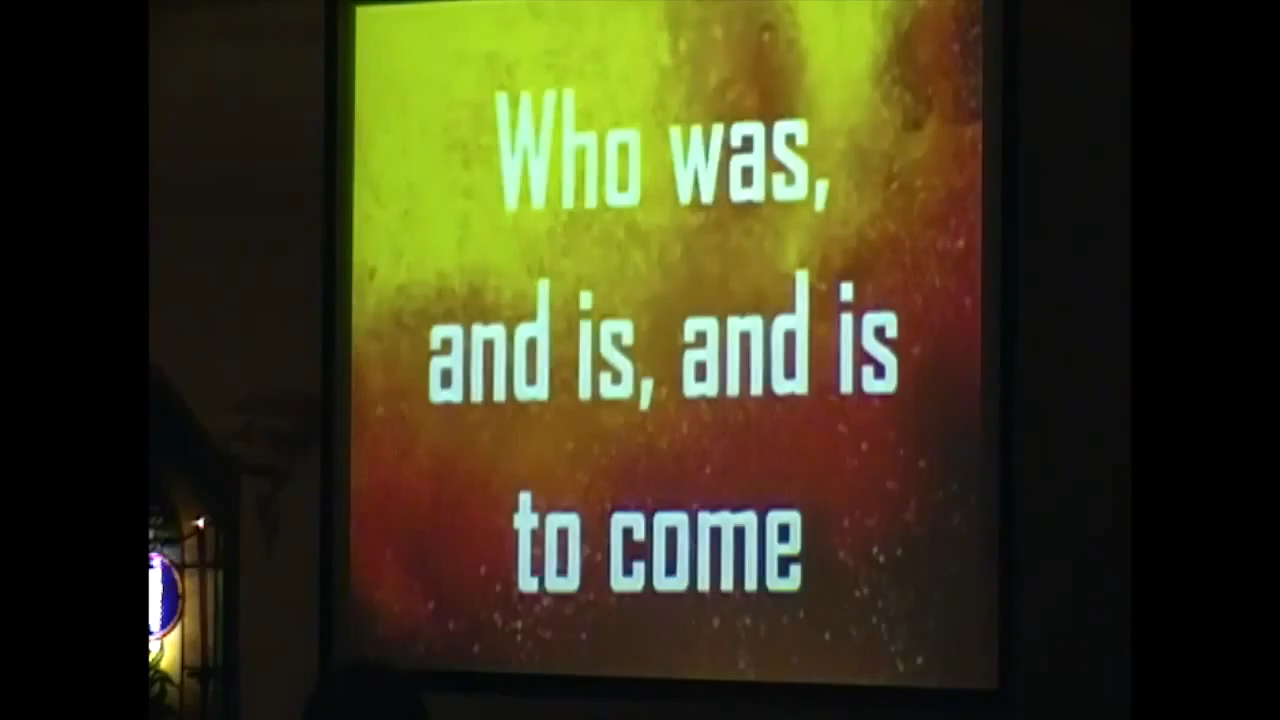 Who was,
and is, and is
to come